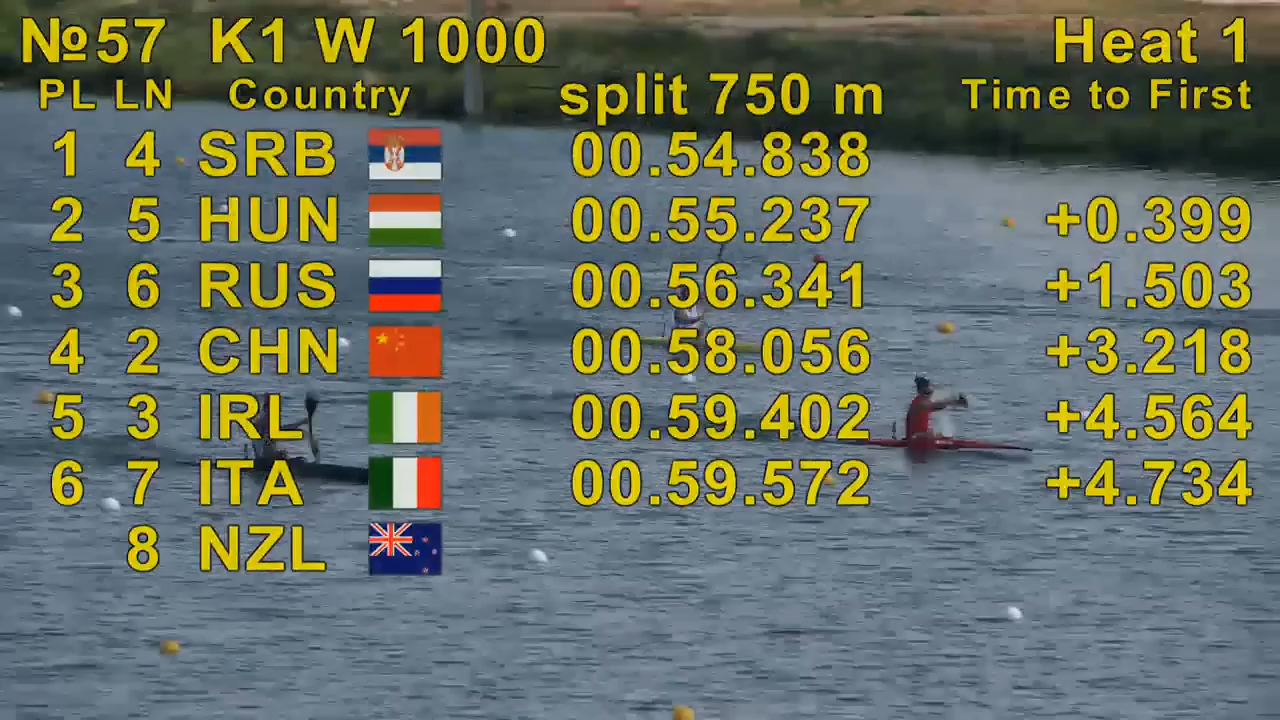 №57 K1 W 1000 Heat 1
PL LN Country split 750 m Time to First
1 4 SRB 00.54.838
2 5 HUN 00.55.237 +0.399
3 6 RUS 00.56.341 +1.503
4 2 CHN 00.58.056 +3.218
5 3 IRL 00.59.402 +4.564
6 7 ITA 00.59.572 +4.734
8 NZL